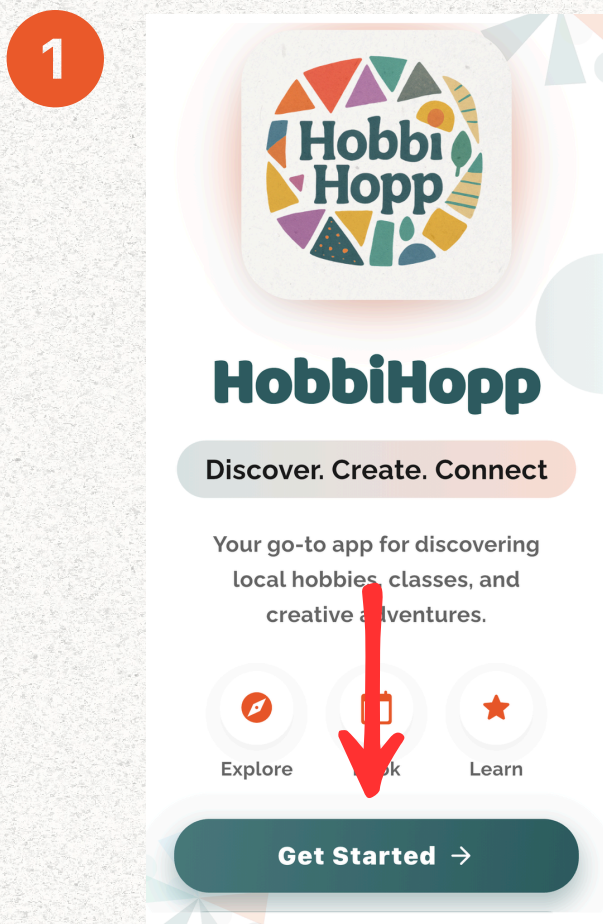 1
Hobbi
Hopp
HobbiHopp
Discover. Create. Connect
Your go-to app for discovering
local hobbies, classes, and
creative adventures.
Explore Learn
Get Started →